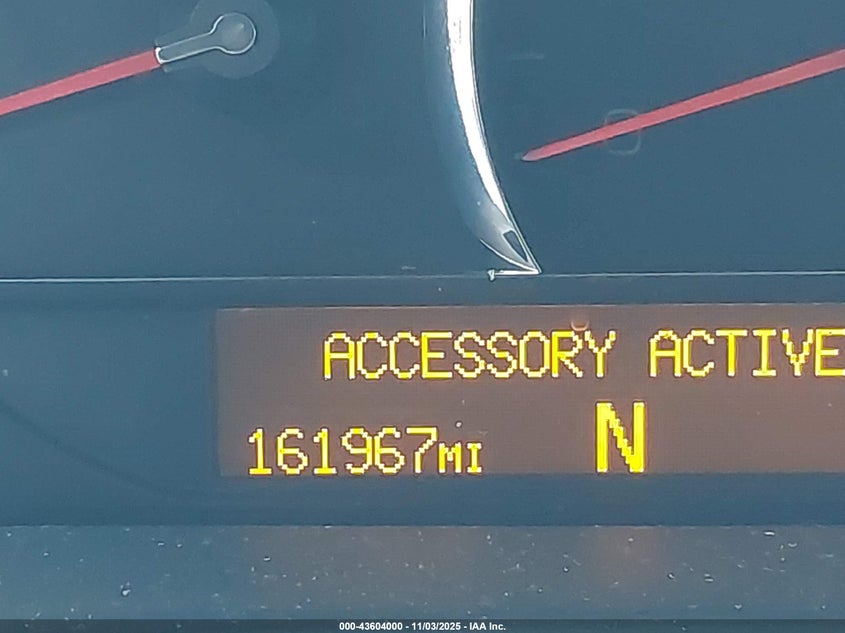 ACCESSORY ACTIVE
161967MI N
000-43604000 - 11/03/2025 - IAA Inc.